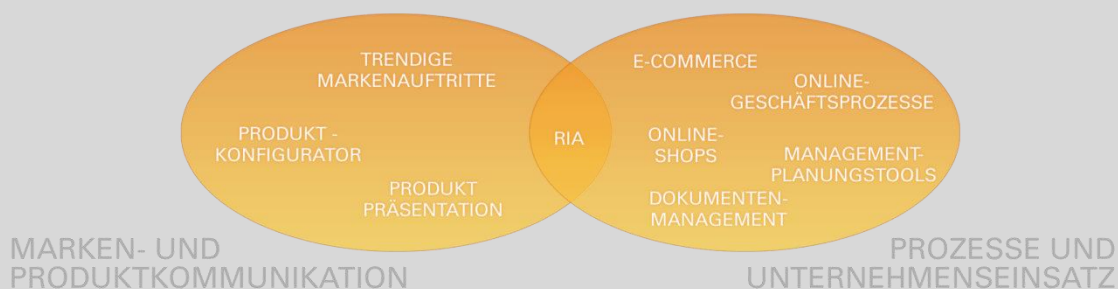 TRENDIGE
MARKENAUFTRITTE
PRODUKT -
KONFIGURATOR
PRODUKT
PRÄSENTATION
RIA
E-COMMERCE
ONLINE-
GESCHÄFTSPROZESSE
ONLINE-
SHOPS
MANAGEMENT-
PLANUNGSTOOLS
DOKUMENTEN-
MANAGEMENT
MARKEN- UND
PRODUKTKOMMUNIKATION
PROZESSE UND
UNTERNEHMENSEINSATZ